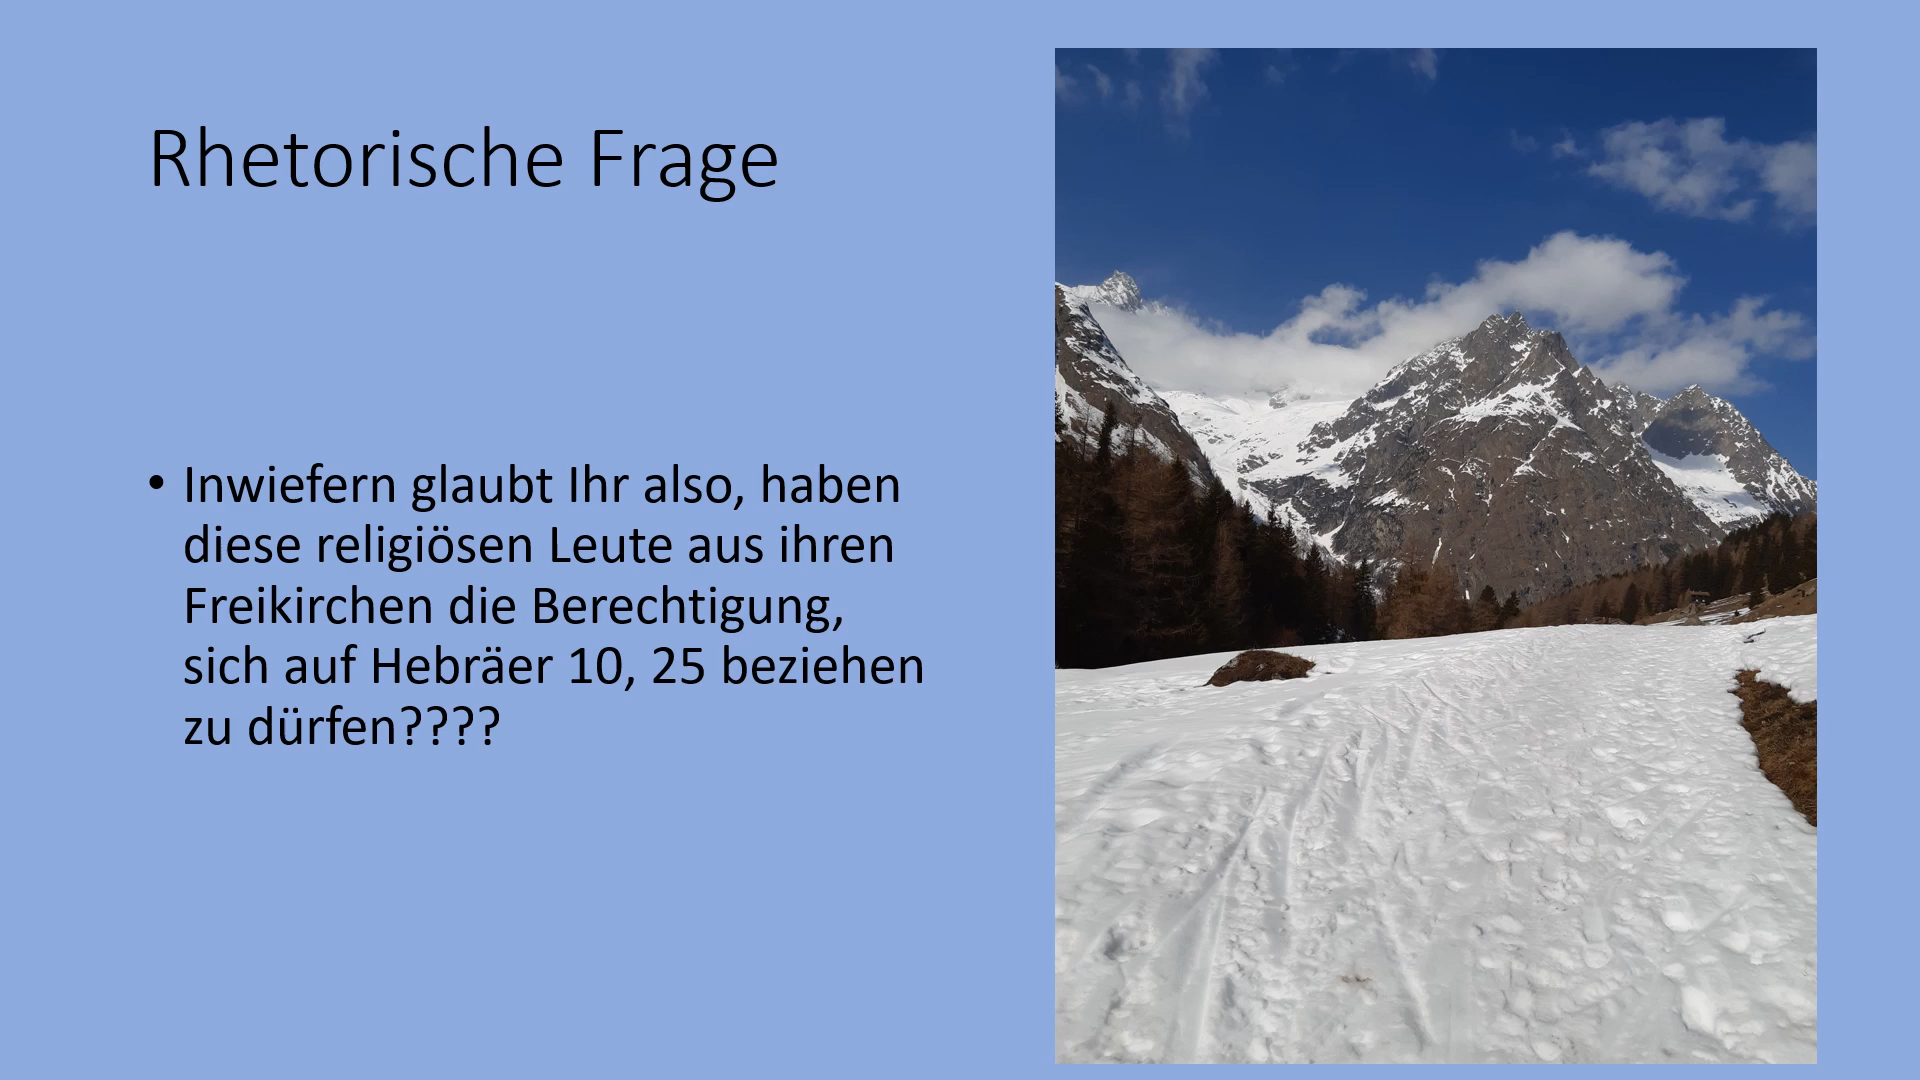 Rhetorische Frage
• Inwiefern glaubt Ihr also, haben
diese religiösen Leute aus ihren
Freikirchen die Berechtigung,
sich auf Hebräer 10, 25 beziehen
zu dürfen????